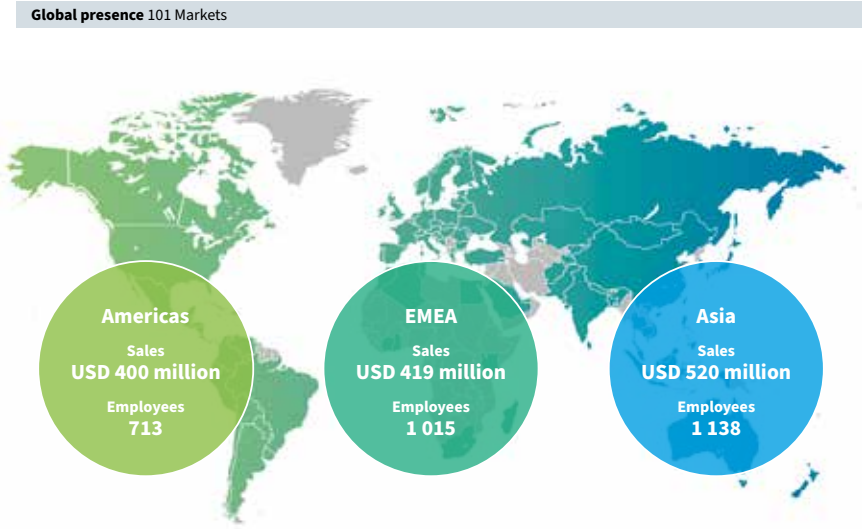 Global presence 101 Markets
Americas
Sales
USD 400 million
Employees
713
EMEA
Sales
USD 419 million
Employees
1 015
Asia
Sales
USD 520 million
Employees
1 138